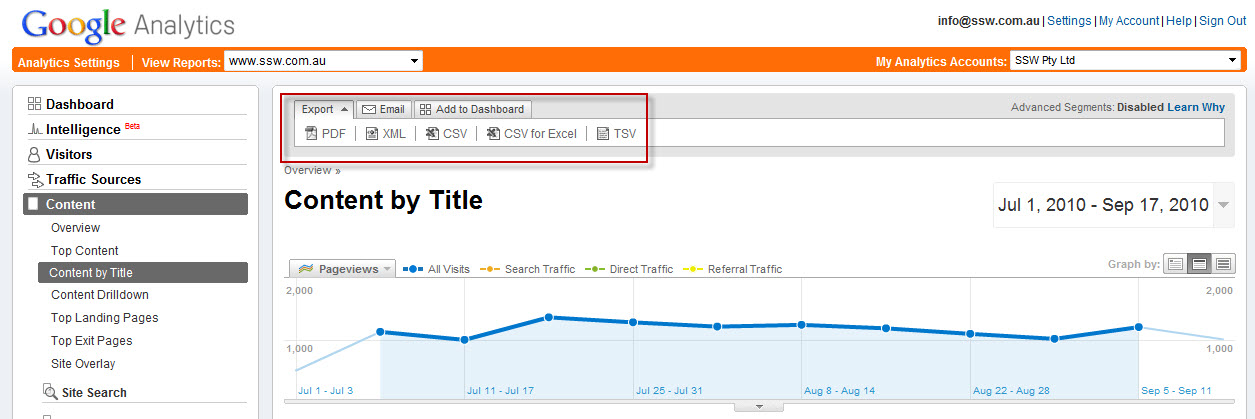 Google Analytics
info@ssw.com.au | Settings | My Account | Help | Sign Out
Analytics Settings | View Reports: www.ssw.com.au
My Analytics Accounts: SSW Pty Ltd
Dashboard
Intelligence Beta
Visitors
Traffic Sources
Content
Overview
Top Content
Content by Title
Content Drilldown
Top Landing Pages
Top Exit Pages
Site Overlay
Site Search
Export Email Add to Dashboard
Advanced Segments: Disabled Learn Why
PDF | XML | CSV | CSV for Excel | TSV
Overview »
Content by Title
Jul 1, 2010 - Sep 17, 2010
Pageviews All Visits Search Traffic Direct Traffic Referral Traffic
Graph by:
2,000 2,000
1,000 1,000
Jul 1 - Jul 3 Jul 11 - Jul 17 Jul 25 - Jul 31 Aug 8 - Aug 14 Aug 22 - Aug 28 Sep 5 - Sep 11